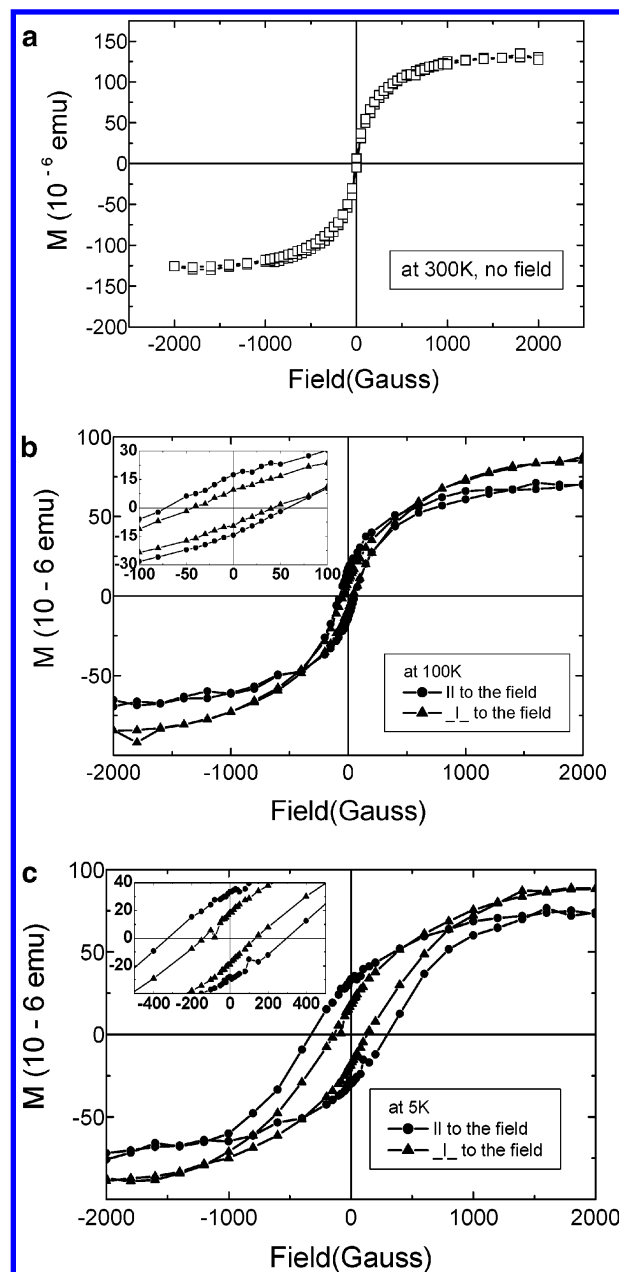 a
150
100
50
0
-50
-100
-150
-200
M (10⁻⁶ emu)
at 300K, no field
-2000 -1000 0 1000 2000
Field(Gauss)
b
100
50
0
-50
M (10 - 6 emu)
30
15
0
-15
-30
-100 -50 0 50 100
at 100K
II to the field
_I_ to the field
-2000 -1000 0 1000 2000
Field(Gauss)
c
100
50
0
-50
-100
M (10 - 6 emu)
40
20
0
-20
-400 -200 0 200 400
at 5K
II to the field
_I_ to the field
-2000 -1000 0 1000 2000
Field(Gauss)